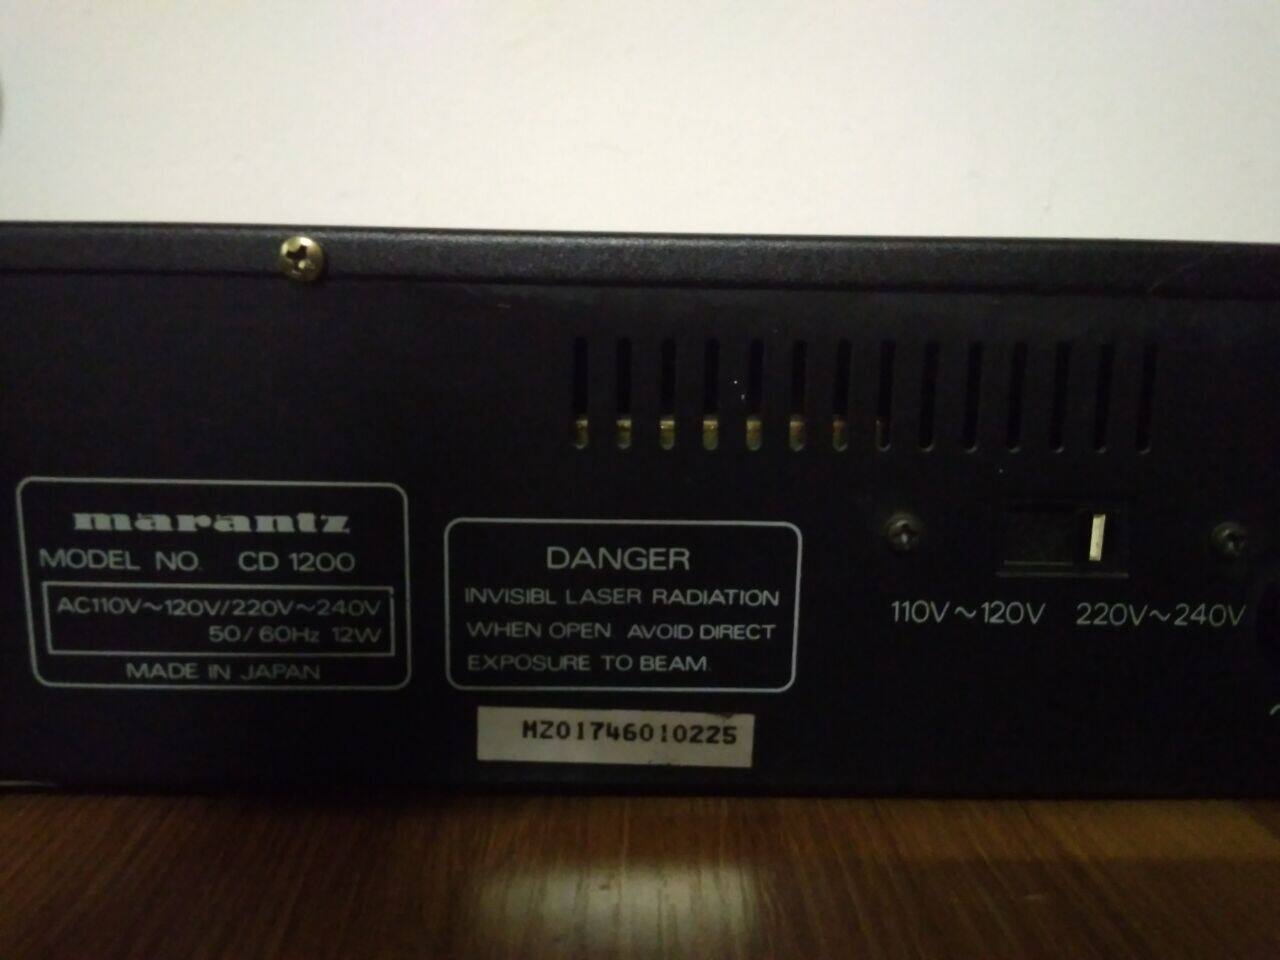 marantz
MODEL NO. CD 1200
AC110V~120V/220V~240V
50/60Hz 12W
MADE IN JAPAN
DANGER
INVISIBL LASER RADIATION
WHEN OPEN AVOID DIRECT
EXPOSURE TO BEAM.
MZ01746010225
110V~120V 220V~240V